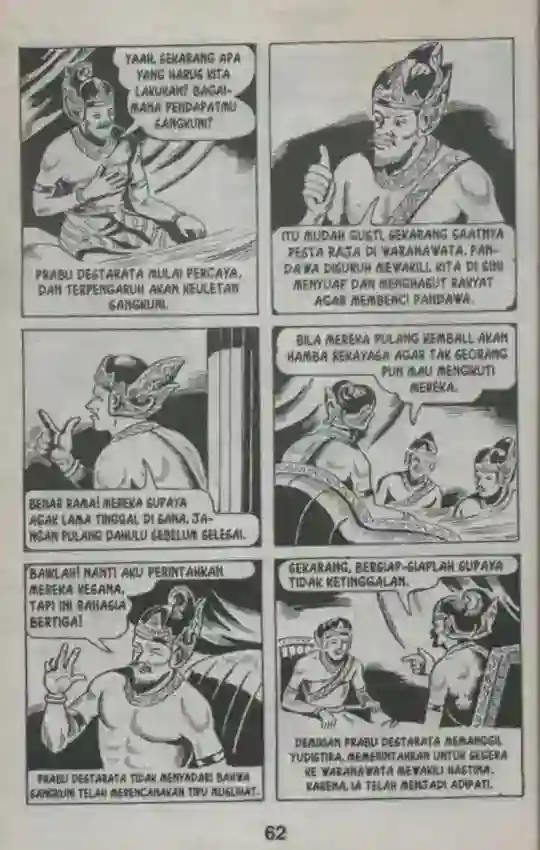 YAAH, SEKARANG APA
YANG HARUS KITA
LAKUKAN? BAGAI-
MANA PENDAPATMU
SANGKUNI?
PRABU DESTARATA MULAI PERCAYA,
DAN TERPENGARUH AKAN KEULETAN
SANGKUNI.
ITU MUDAH GUSTI, SEKARANG SAATNYA
PESTA RAJA DI WARANAWATA. PAN-
DAWA DISURUH MEWAKILI. KITA DI SINI
MENYUAP DAN MENGHASUT RAKYAT
AGAR MEMBENCI PANDAWA.
BENAR RAMA! MEREKA SUPAYA
AGAK LAMA TINGGAL DI SANA. JA-
NGAN PULANG DAHULU SEBELUM SELESAI.
BILA MEREKA PULANG KEMBALI, AKAN
HAMBA REKAYASA AGAR TAK SEORANG
PUN MAU MENGIKUTI
MEREKA.
BAIKLAH! NANTI AKU PERINTAHKAN
MEREKA KESANA,
TAPI INI RAHASIA
BERTIGA!
PRABU DESTARATA TIDAK MENYADARI BAHWA
SANGKUNI TELAH MERENCANAKAN TIPU MUSLIHAT.
SEKARANG, BERSIAP-SIAPLAH SUPAYA
TIDAK KETINGGALAN.
DEMIKIAN PRABU DESTARATA MEMANGGIL
YUDISTIRA, MEMERINTAHKAN UNTUK SEGERA
KE WARANAWATA MEWAKILI HASTINA.
KARENA, IA TELAH MENJADI ADIPATI.
62